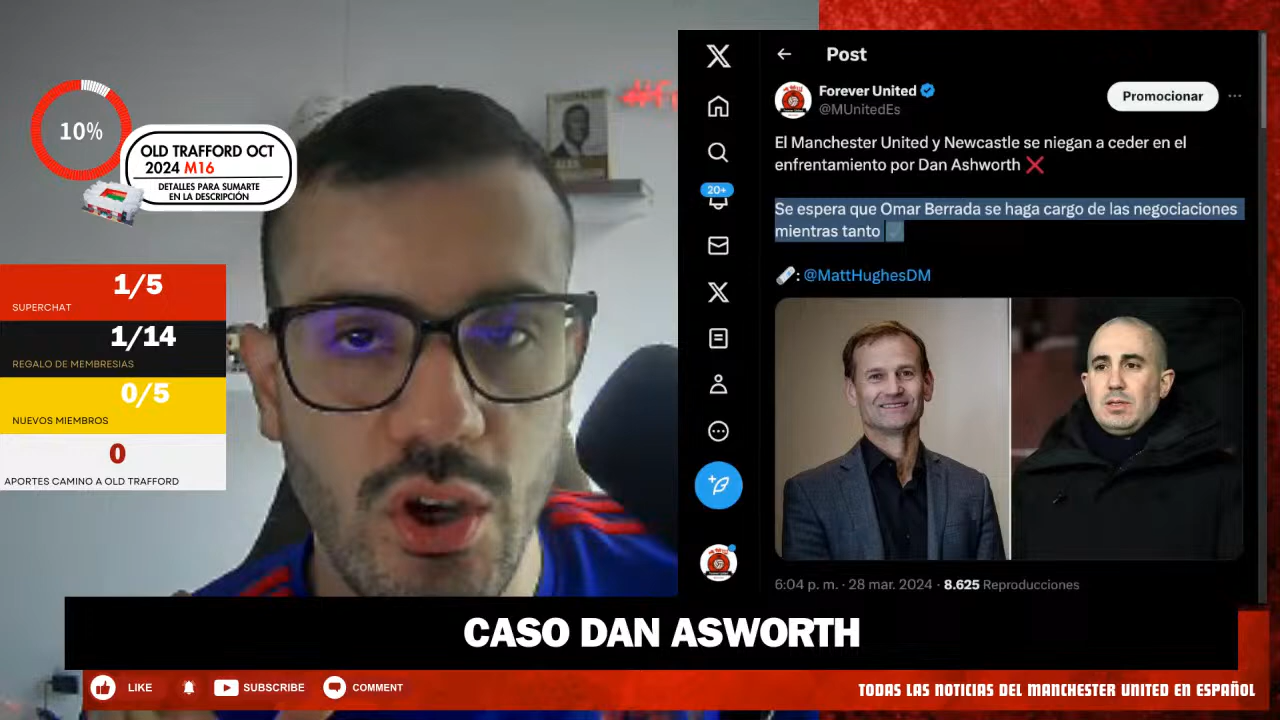 10%
OLD TRAFFORD OCT
2024 M16
DETALLES PARA SUMARTE
EN LA DESCRIPCIÓN
1/5
SUPERCHAT
1/14
REGALO DE MEMBRESIAS
0/5
NUEVOS MIEMBROS
0
APORTES CAMINO A OLD TRAFFORD
Post
Forever United
@MUnitedEs
Promocionar
El Manchester United y Newcastle se niegan a ceder en el
enfrentamiento por Dan Ashworth ❌
Se espera que Omar Berrada se haga cargo de las negociaciones
mientras tanto
🗞️: @MattHughesDM
20+
6:04 p. m. · 28 mar. 2024 · 8.625 Reproducciones
CASO DAN ASWORTH
LIKE
SUBSCRIBE
COMMENT
TODAS LAS NOTICIAS DEL MANCHESTER UNITED EN ESPAÑOL